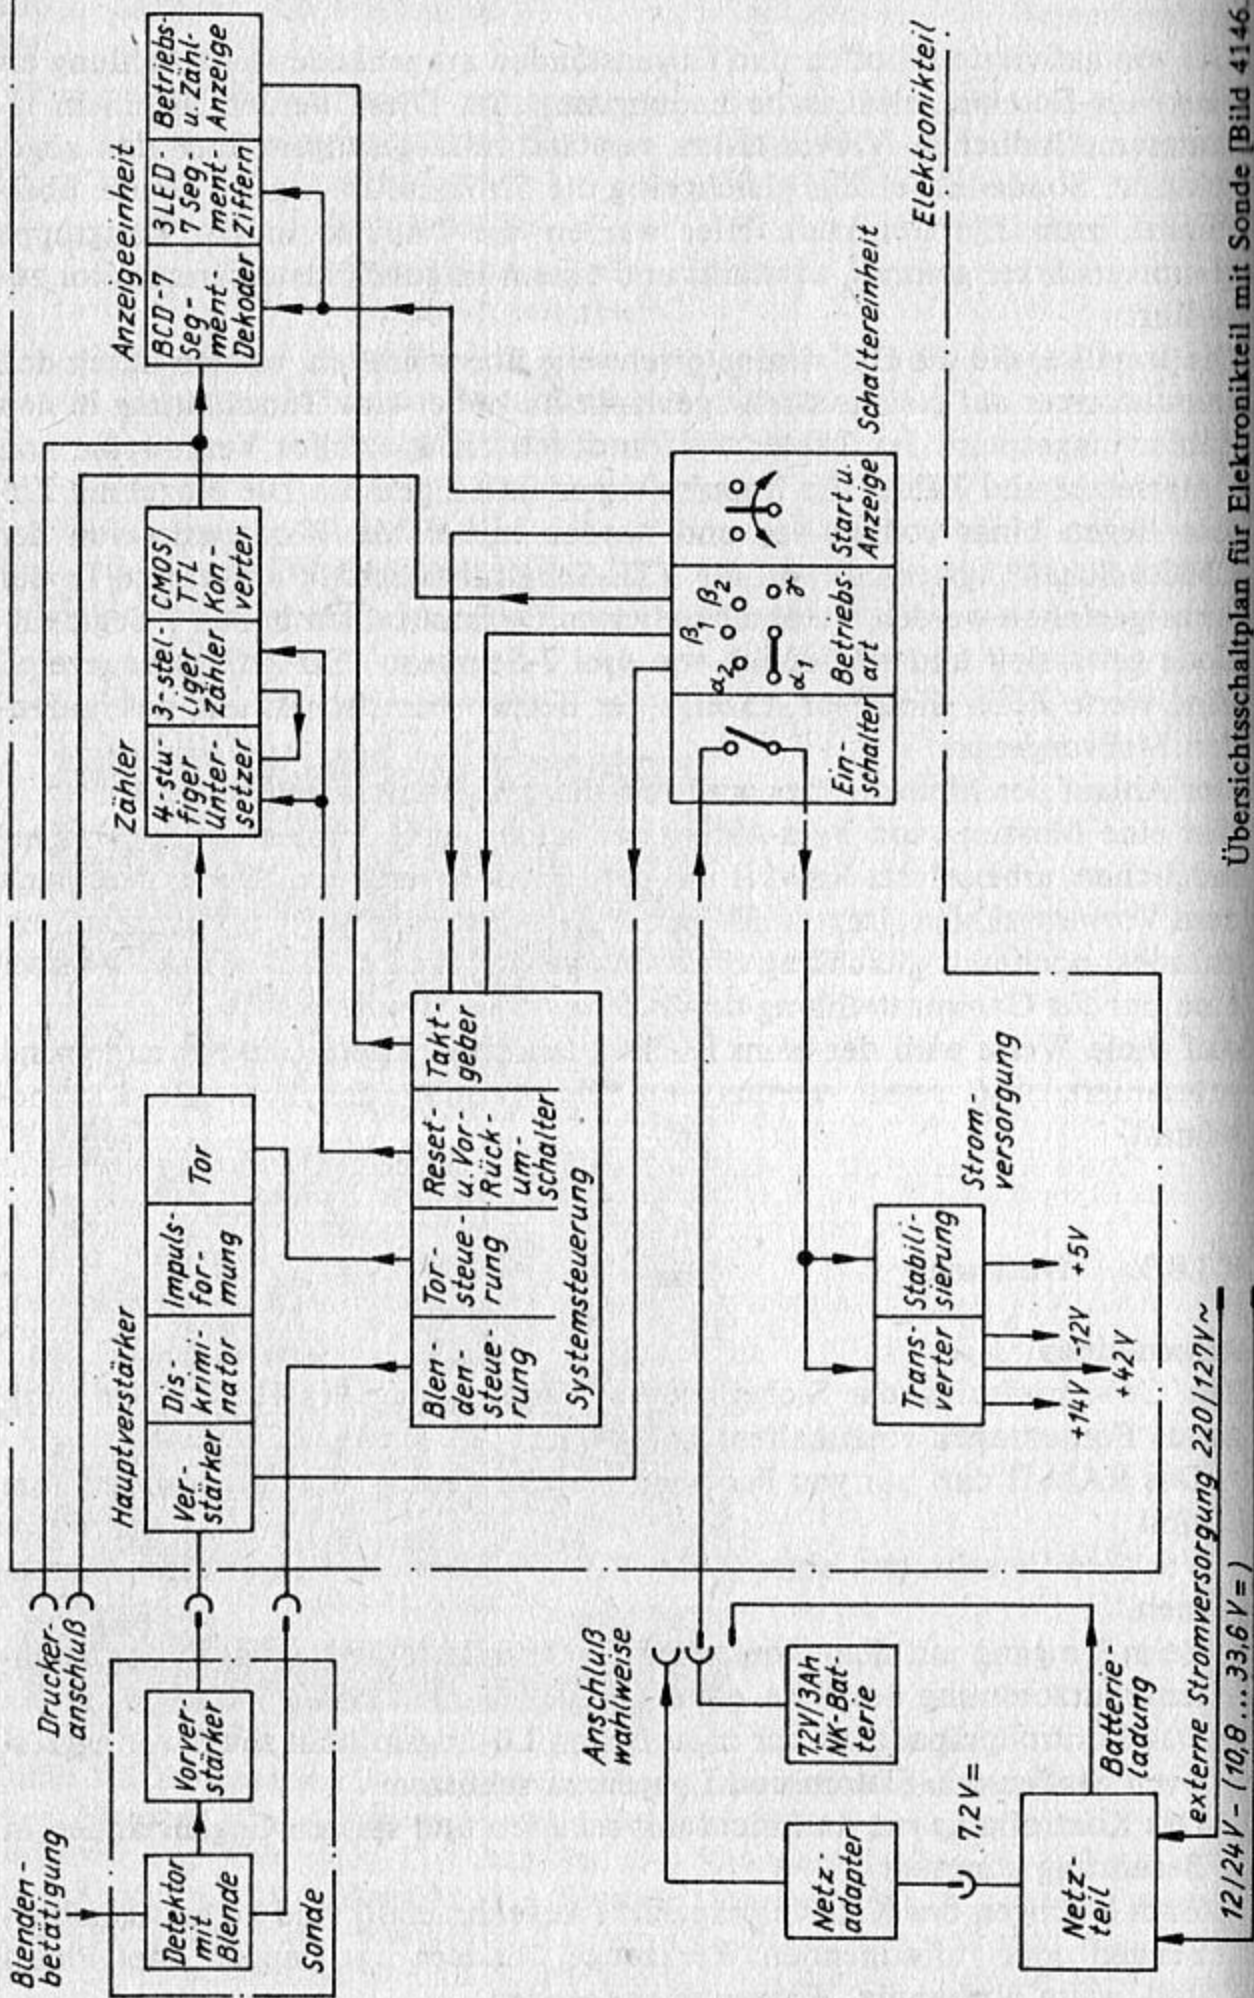 Blenden-
betätigung
Detektor
mit
Blende
Vorver-
stärker
Sonde
Drucker-
anschluß
Hauptverstärker
Ver-
stärker
Dis-
krimi-
nator
Impuls-
for-
mung
Tor
Zähler
4-stu-
figer
Unter-
setzer
3-stel-
liger
Zähler
CMOS/
TTL
Kon-
verter
Anzeigeeinheit
BCD-7
Seg-
ment-
Dekoder
3LED-
7 Seg-
ment-
Ziffern
Betriebs-
u. Zähl-
Anzeige
Blen
den-
steue-
rung
Tor-
steue-
rung
Reset-
u. Vor-
Rück-
um-
schalter
Takt-
geber
Systemsteuerung
Ein-
schalter
α2
β1
β2
α1
γ
Betriebs-
art
Start u.
Anzeige
Schaltereinheit
Elektronikteil
Anschluß
wahlweise
7,2V/3Ah
NK-Bat-
terie
Netz-
adapter
7,2V=
Netz-
teil
Batterie-
ladung
Trans-
verter
Stabili-
sierung
Strom-
versorgung
+14V
-12V
+42V
+5V
externe Stromversorgung 220/127V~
12/24V - (10,8 ... 33,6V=)
Übersichtsschaltplan für Elektronikteil mit Sonde [Bild 4146